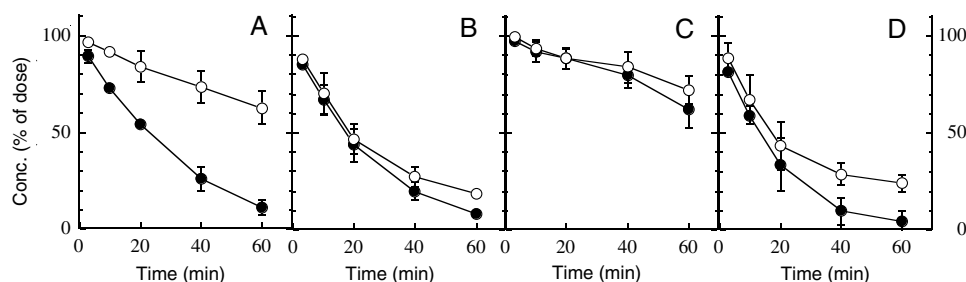 A B C D
100 100
50 50
0 0
0 20 40 60 0 20 40 60 0 20 40 60 0 20 40 60
Time (min) Time (min) Time (min) Time (min)
Conc. (% of dose)